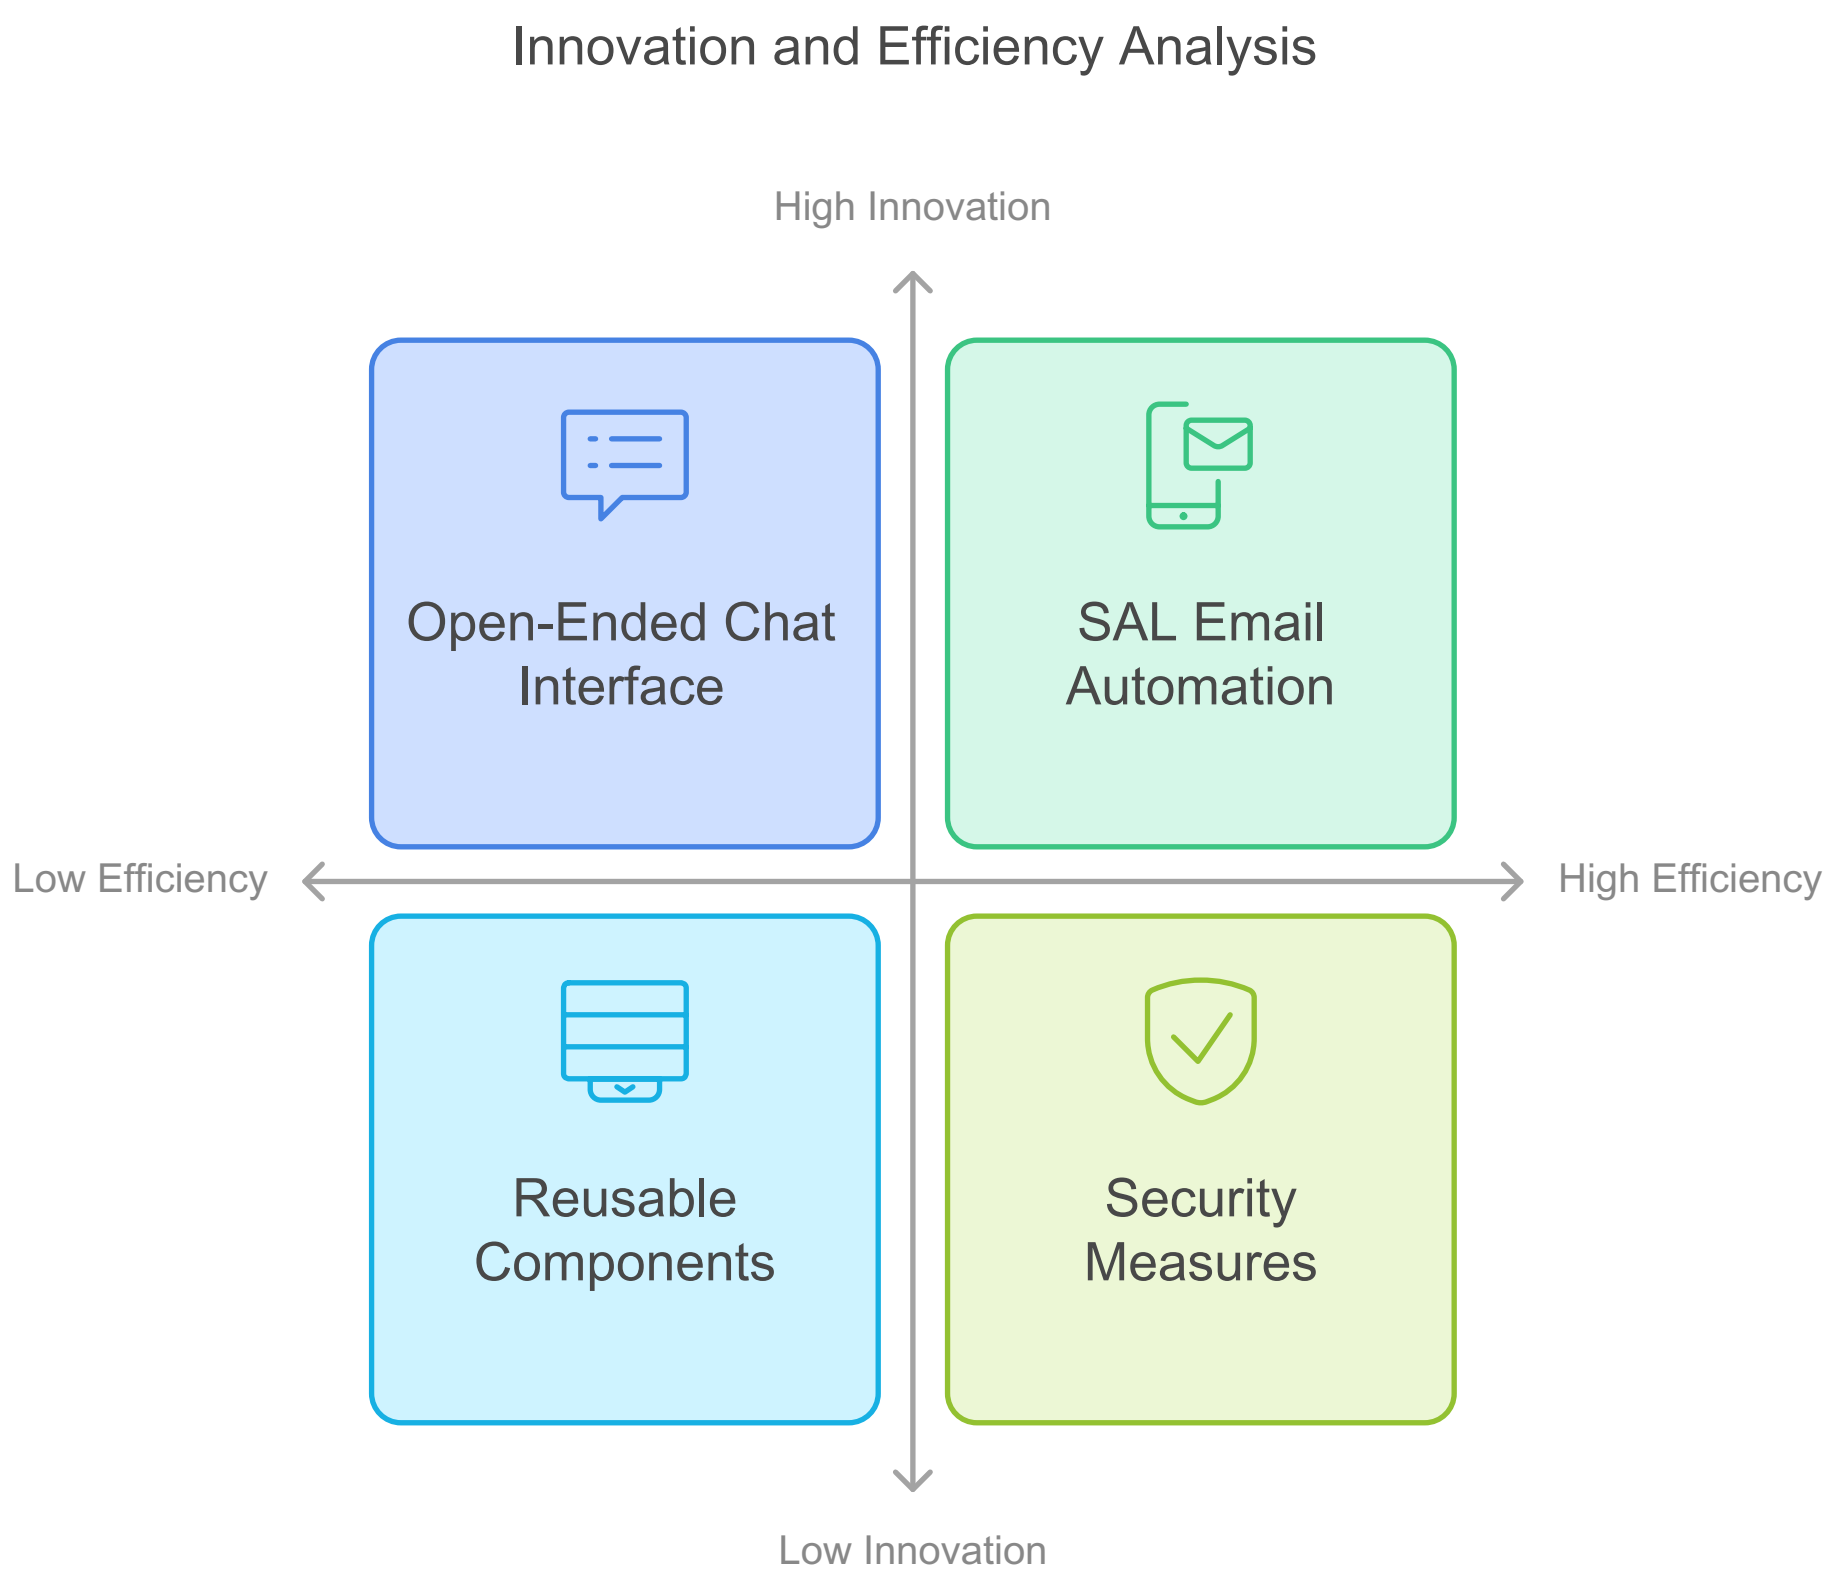 Innovation and Efficiency Analysis
High Innovation
Open-Ended Chat
Interface
SAL Email
Automation
Low Efficiency
High Efficiency
Reusable
Components
Security
Measures
Low Innovation